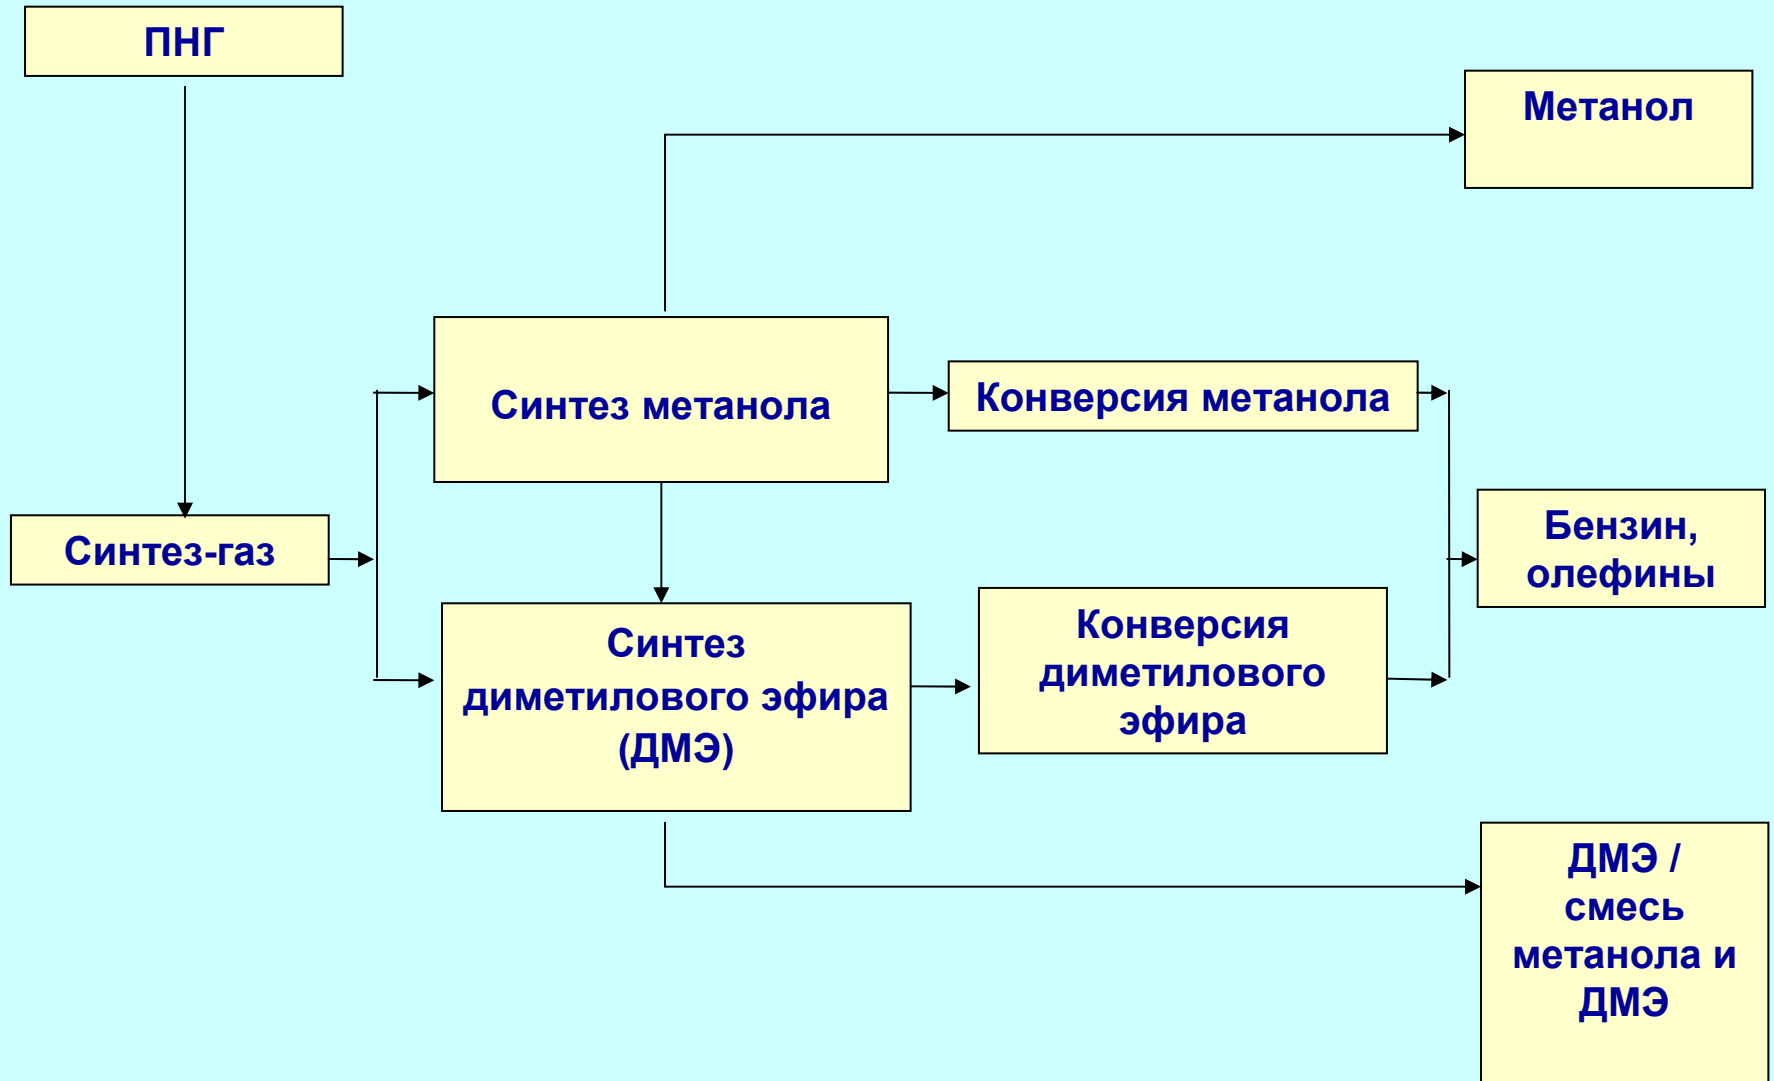 ПНГ
Метанол
Синтез метанола
Конверсия метанола
Синтез-газ
Бензин,
олефины
Синтез
диметилового эфира
(ДМЭ)
Конверсия
диметилового
эфира
ДМЭ /
смесь
метанола и
ДМЭ